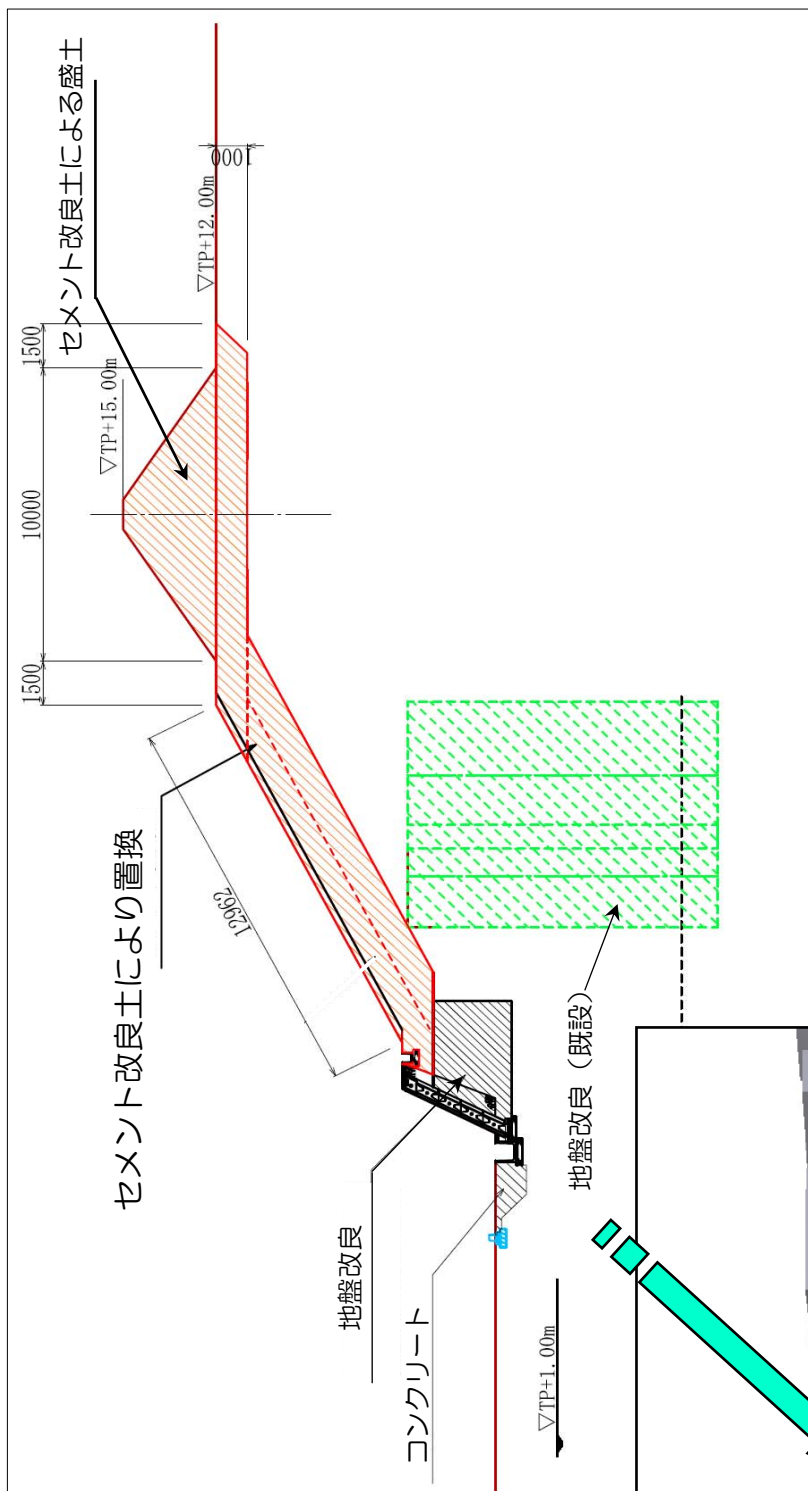 セメント改良土による盛土
1500
10000
1500
1000
▽TP+15.00m
▽TP+12.00m
12962
セメント改良土により置換
地盤改良
コンクリート
地盤改良（既設）
▽TP+1.00m